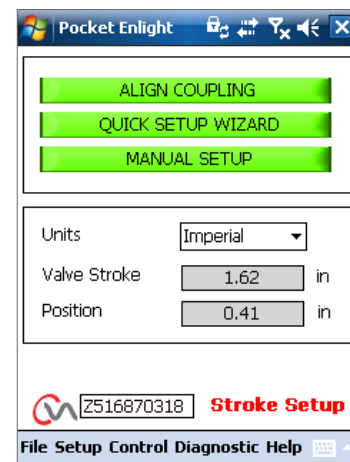 Pocket Enlight
ALIGN COUPLING
QUICK SETUP WIZARD
MANUAL SETUP
Units Imperial
Valve Stroke 1.62 in
Position 0.41 in
Z516870318 Stroke Setup
File Setup Control Diagnostic Help